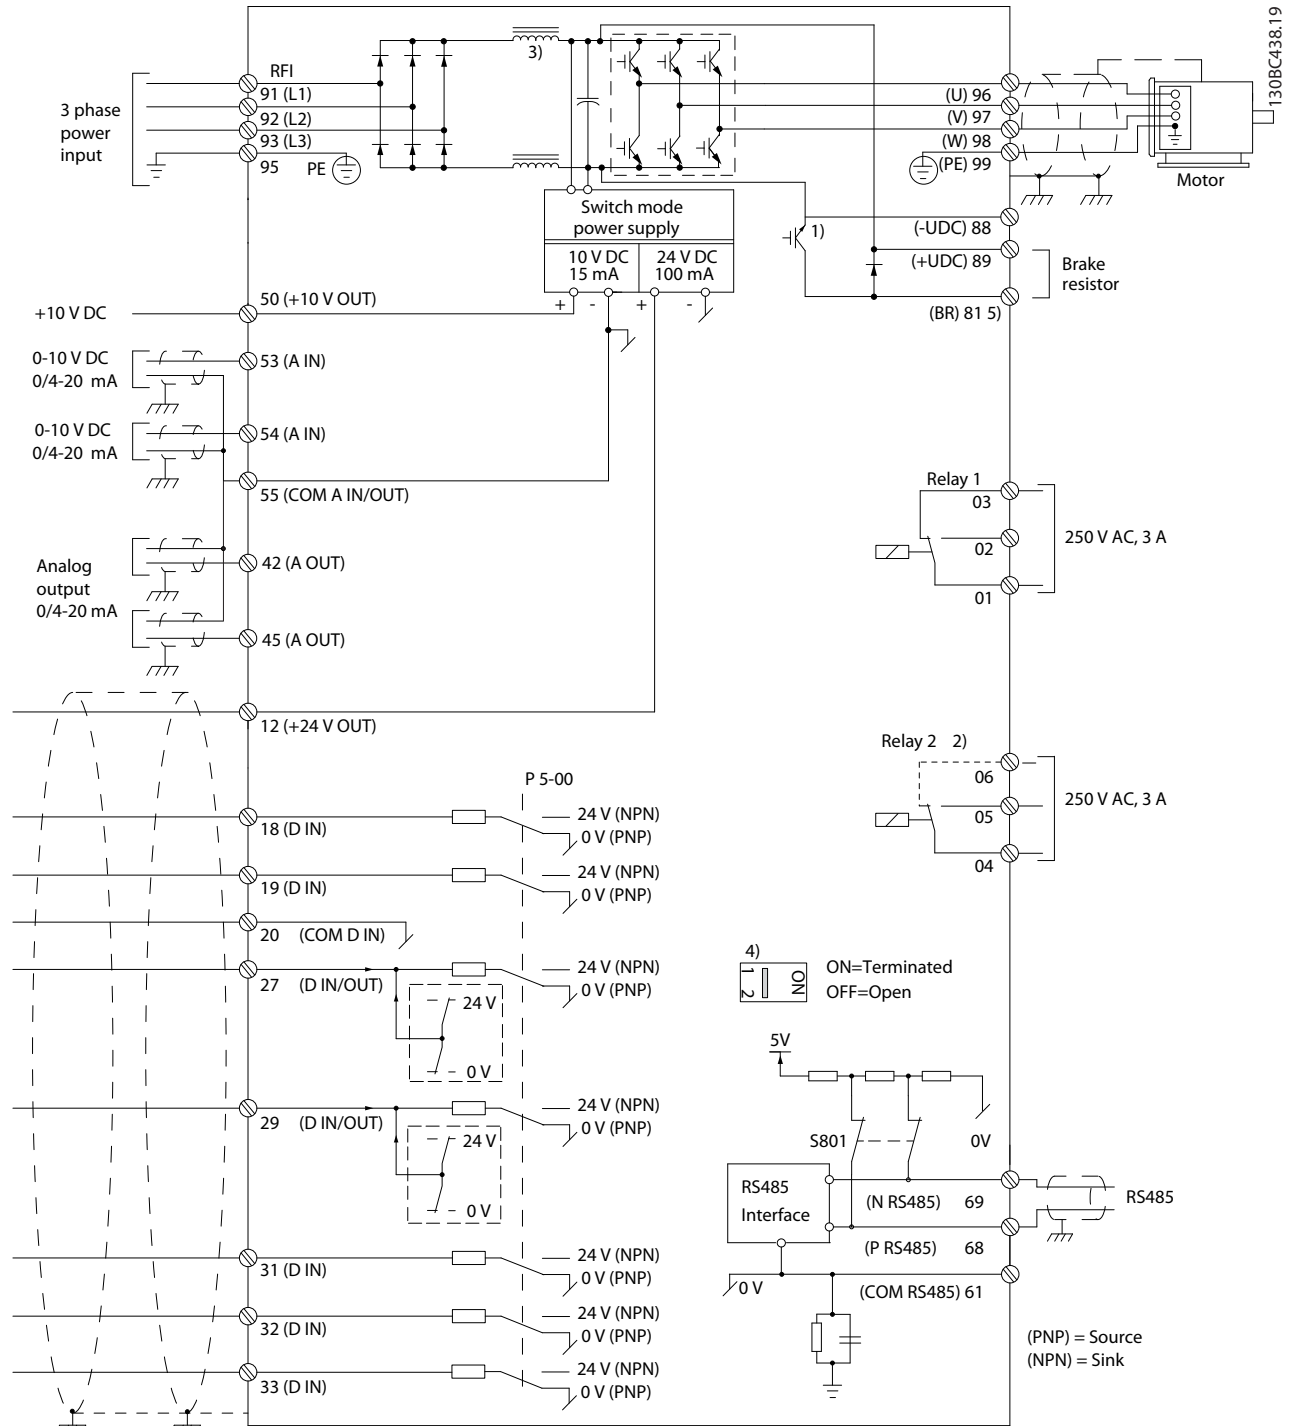 130BC438.19
3 phase
power
input
RFI
91 (L1)
92 (L2)
93 (L3)
95
PE
3)
(U) 96
(V) 97
(W) 98
(PE) 99
Motor
Switch mode
power supply
10 V DC
15 mA
24 V DC
100 mA
+
-
+
-
1)
(-UDC) 88
(+UDC) 89
(BR) 81 5)
Brake
resistor
+10 V DC
50 (+10 V OUT)
0-10 V DC
0/4-20 mA
53 (A IN)
0-10 V DC
0/4-20 mA
54 (A IN)
55 (COM A IN/OUT)
Analog
output
0/4-20 mA
42 (A OUT)
45 (A OUT)
12 (+24 V OUT)
Relay 1
03
02
01
250 V AC, 3 A
Relay 2 2)
06
05
04
250 V AC, 3 A
P 5-00
18 (D IN)
24 V (NPN)
0 V (PNP)
19 (D IN)
24 V (NPN)
0 V (PNP)
20 (COM D IN)
27 (D IN/OUT)
24 V (NPN)
0 V (PNP)
24 V
0 V
29 (D IN/OUT)
24 V (NPN)
0 V (PNP)
24 V
0 V
31 (D IN)
24 V (NPN)
0 V (PNP)
32 (D IN)
24 V (NPN)
0 V (PNP)
33 (D IN)
24 V (NPN)
0 V (PNP)
4)
1 2 ON
ON=Terminated
OFF=Open
5V
S801
0V
RS485
Interface
(N RS485) 69
(P RS485) 68
(COM RS485) 61
0 V
RS485
(PNP) = Source
(NPN) = Sink